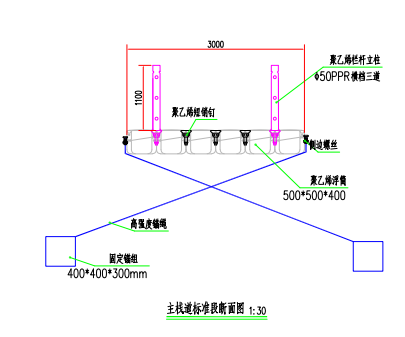 3000
聚乙烯栏杆立柱
Φ50PPR横档三道
1100
聚乙烯短销钉
侧边螺丝
聚乙烯浮筒
500*500*400
高强度锚绳
固定锚组
400*400*300mm
主栈道标准段断面图 1:30